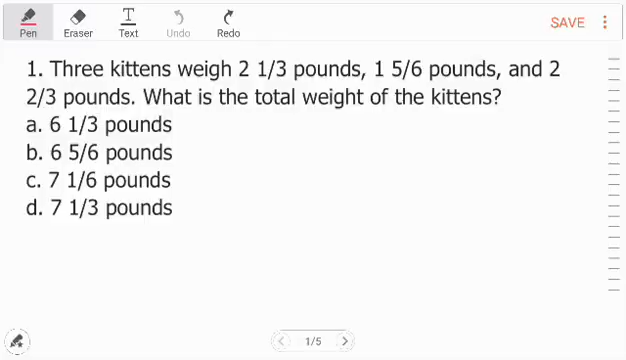 Pen Eraser Text Undo Redo SAVE
1. Three kittens weigh 2 1/3 pounds, 1 5/6 pounds, and 2
2/3 pounds. What is the total weight of the kittens?
a. 6 1/3 pounds
b. 6 5/6 pounds
c. 7 1/6 pounds
d. 7 1/3 pounds
1/5